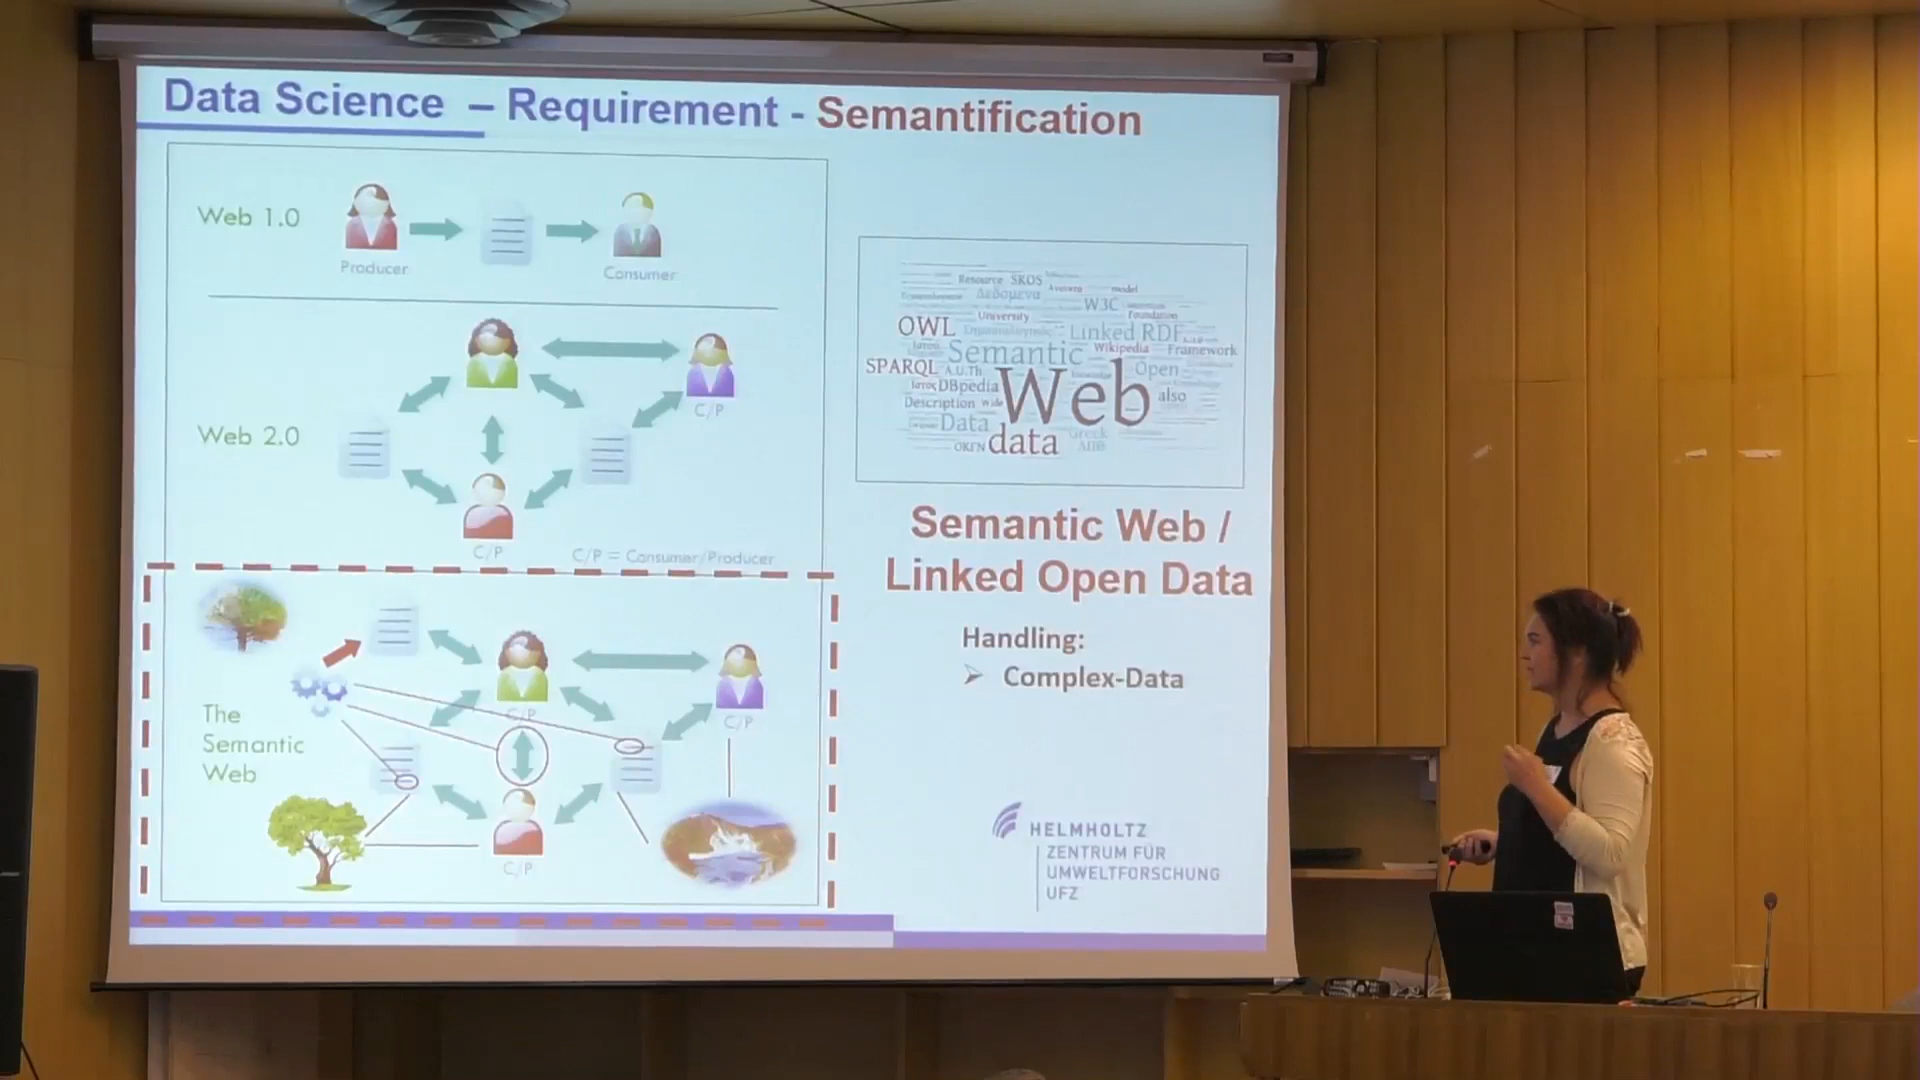 Data Science – Requirement - Semantification
Web 1.0
Producer
Consumer
Web 2.0
C/P
C/P
C/P = Consumer/Producer
The
Semantic
Web
C/P
C/P
C/P
Resource SKOS
model
Δεδομένα
W3C
University
Foundation
OWL
Linked RDF
Semantic
Wikipedia
Framework
SPARQL
A.U.Th
Open
DBpedia
Web
also
Description
Wide
Data
OKFN
data
Greek
Semantic Web /
Linked Open Data
Handling:
➢ Complex-Data
HELMHOLTZ
ZENTRUM FÜR
UMWELTFORSCHUNG
UFZ